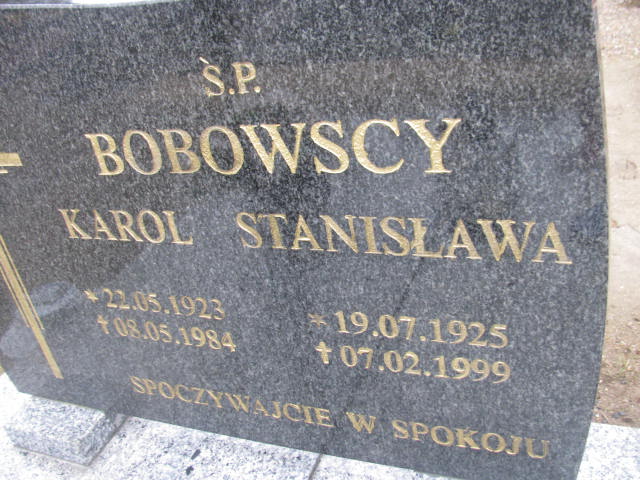 Ś.P.
BOBOWSCY
KAROL STANISŁAWA
* 22.05.1923 * 19.07.1925
† 08.05.1984 † 07.02.1999
SPOCZYWAJCIE W SPOKOJU